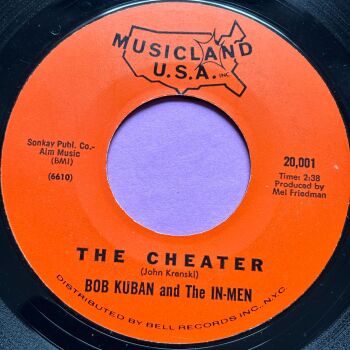 MUSICLAND
U.S.A. INC
Sonkay Publ. Co.-
Aim Music
(BMI)
(6610)
20,001
Time: 2:38
Produced by
Mel Friedman
THE CHEATER
(John Krenski)
BOB KUBAN and The IN-MEN
DISTRIBUTED BY BELL RECORDS INC. N.Y.C.